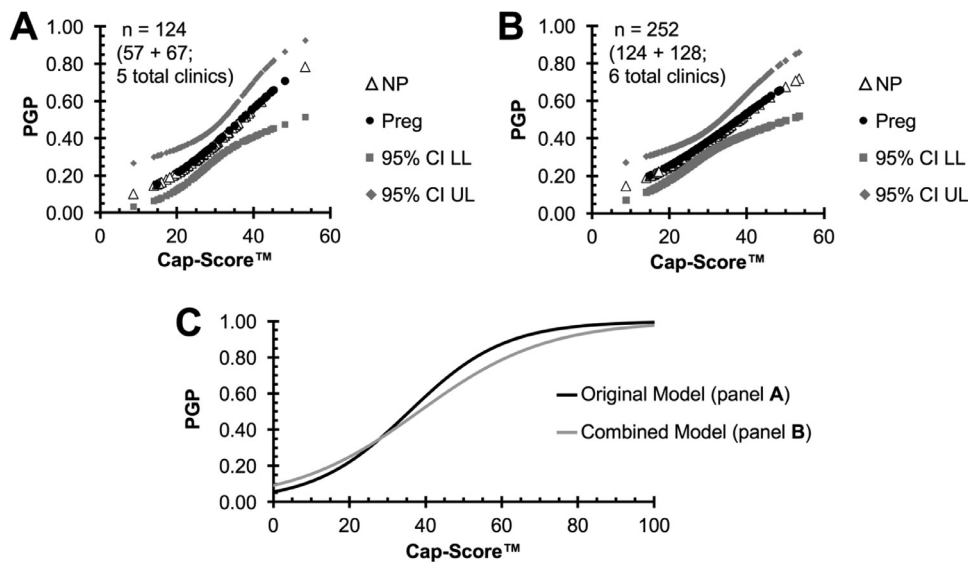 A
n = 124
(57 + 67;
5 total clinics)
PGP
1.00
0.80
0.60
0.40
0.20
0.00
0 20 40 60
Cap-Score™
NP
Preg
95% CI LL
95% CI UL
B
n = 252
(124 + 128;
6 total clinics)
PGP
1.00
0.80
0.60
0.40
0.20
0.00
0 20 40 60
Cap-Score™
NP
Preg
95% CI LL
95% CI UL
C
PGP
1.00
0.80
0.60
0.40
0.20
0.00
0 20 40 60 80 100
Cap-Score™
Original Model (panel A)
Combined Model (panel B)